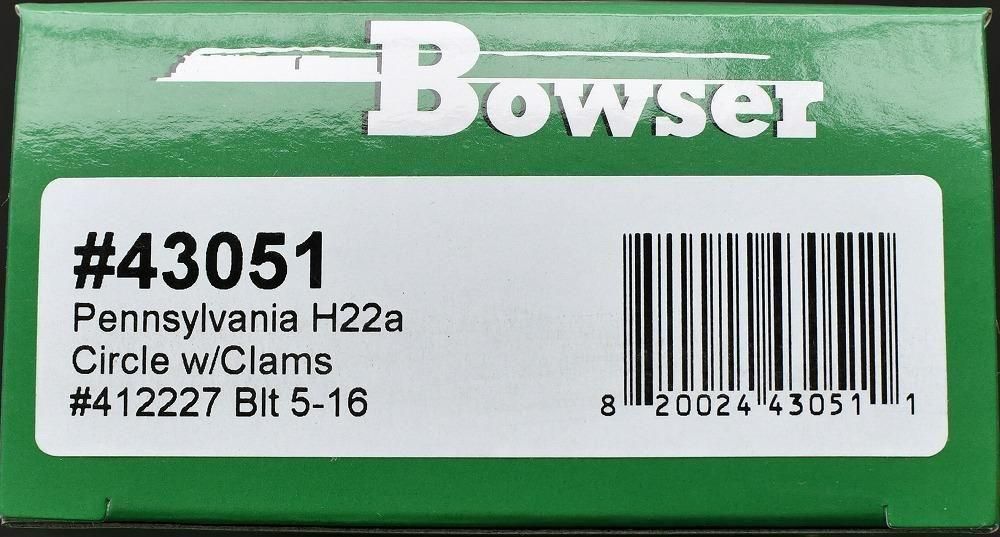 Bowser
#43051
Pennsylvania H22a
Circle w/Clams
#412227 Blt 5-16
8 20024 43051 1